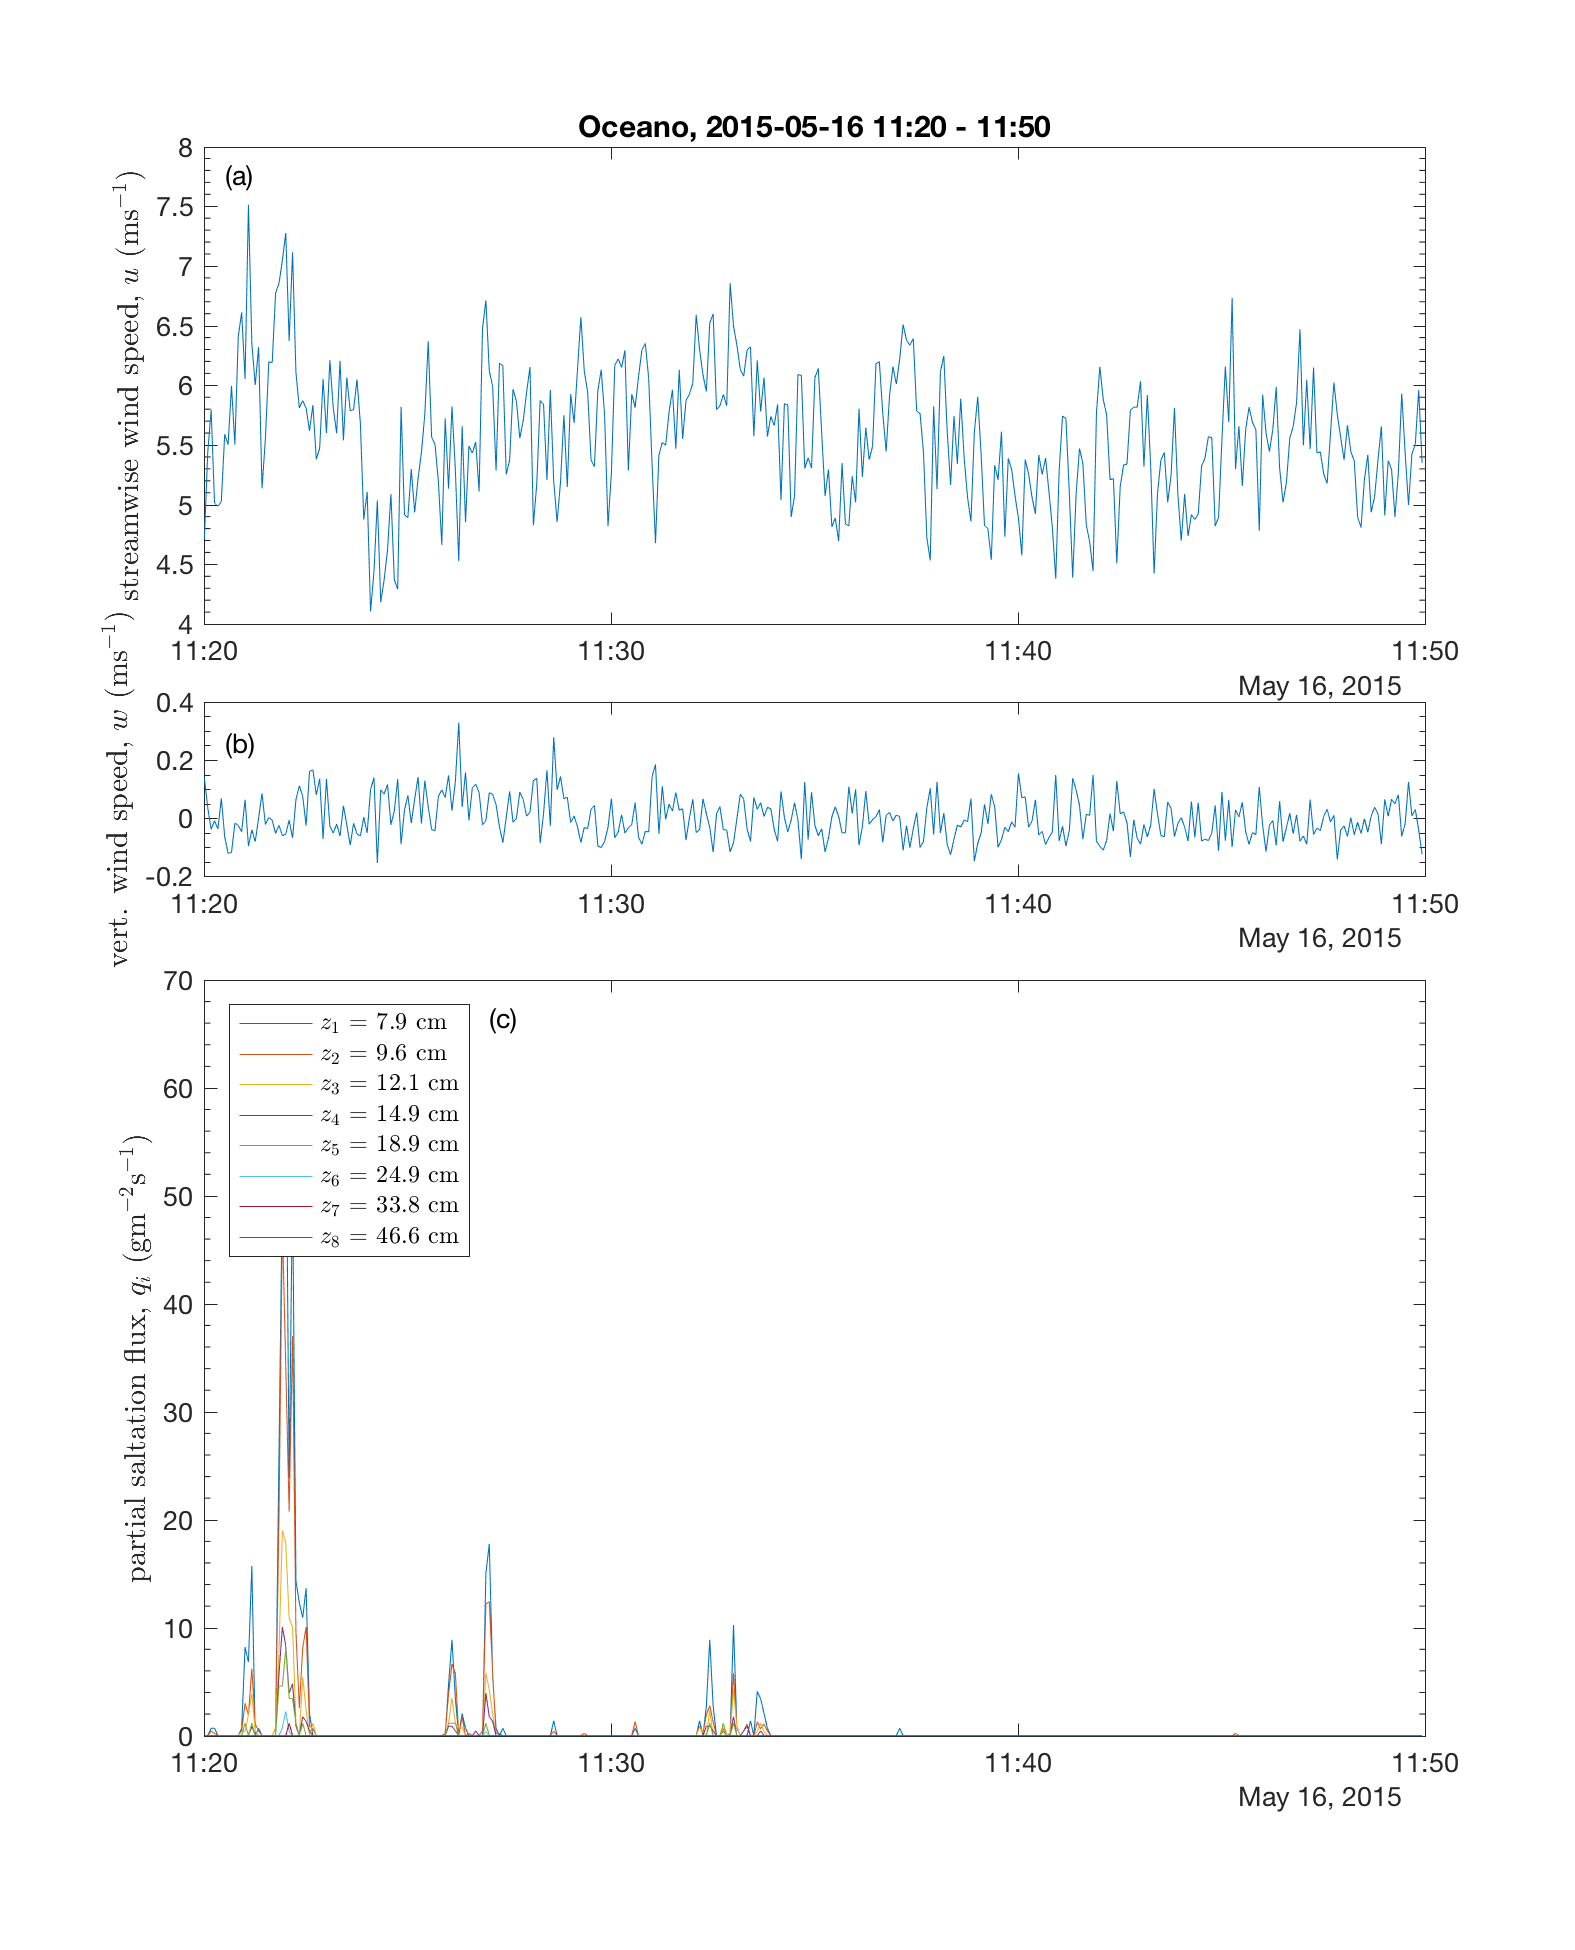 Oceano, 2015-05-16 11:20 - 11:50
(a)
streamwise wind speed, u (ms⁻¹)
8
7.5
7
6.5
6
5.5
5
4.5
4
11:20 11:30 11:40 11:50
May 16, 2015
(b)
vert. wind speed, w (ms⁻¹)
0.4
0.2
0
-0.2
11:20 11:30 11:40 11:50
May 16, 2015
(c)
partial saltation flux, qᵢ (gm⁻²s⁻¹)
70
60
50
40
30
20
10
0
z₁ = 7.9 cm
z₂ = 9.6 cm
z₃ = 12.1 cm
z₄ = 14.9 cm
z₅ = 18.9 cm
z₆ = 24.9 cm
z₇ = 33.8 cm
z₈ = 46.6 cm
11:20 11:30 11:40 11:50
May 16, 2015